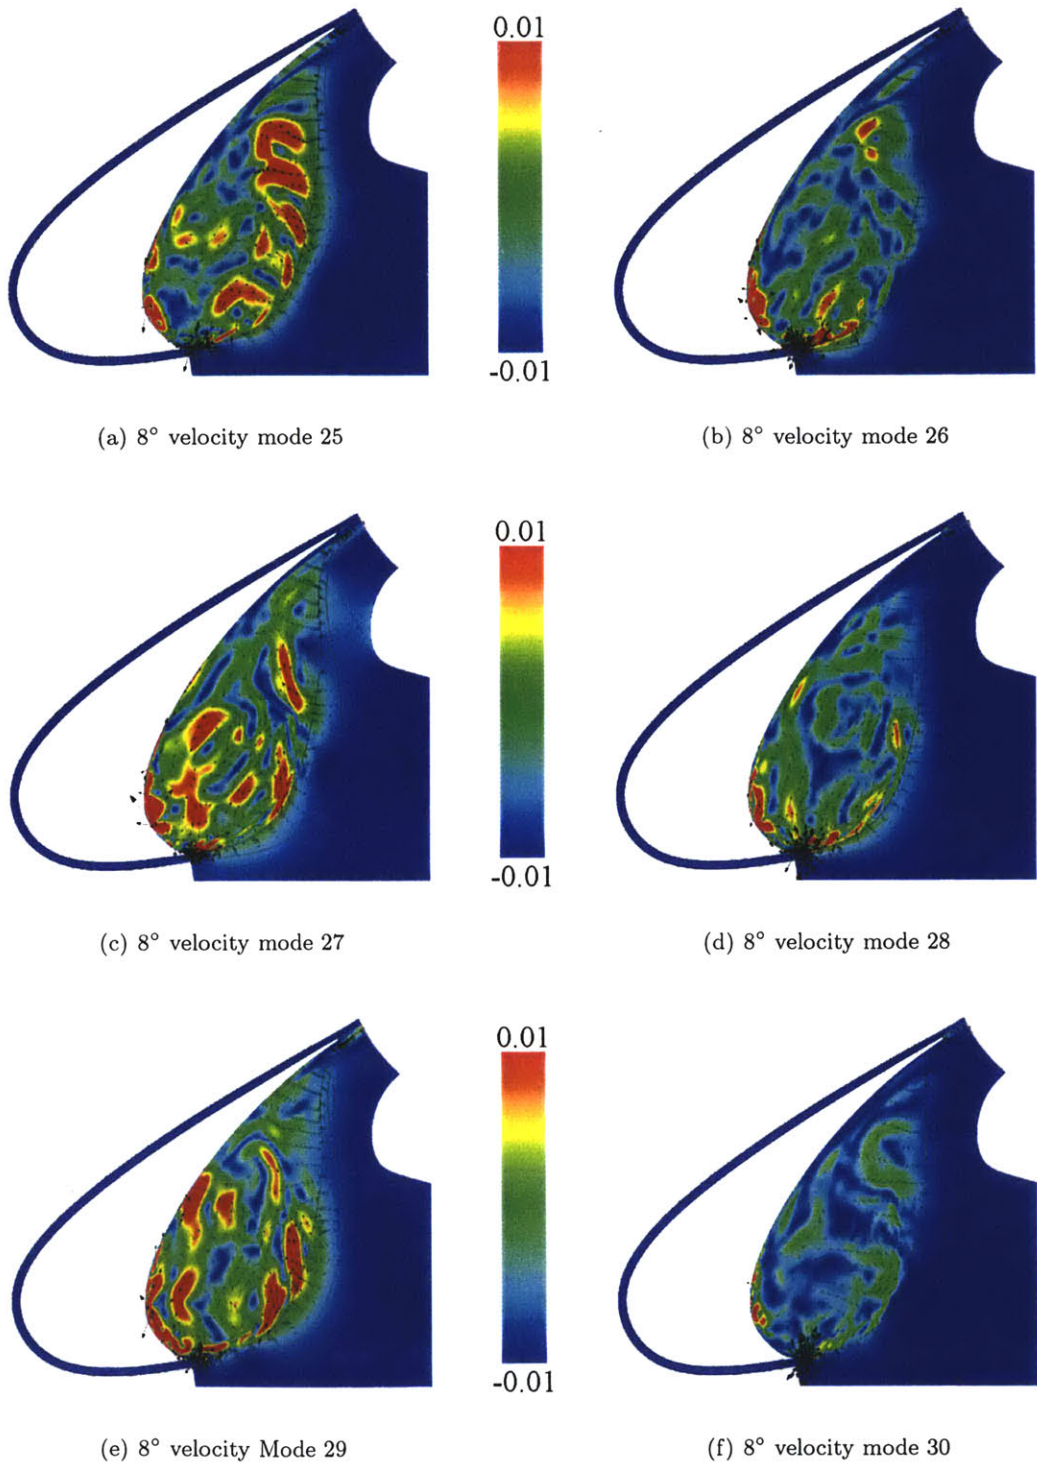 0.01
-0.01
(a) 8° velocity mode 25
(b) 8° velocity mode 26
0.01
-0.01
(c) 8° velocity mode 27
(d) 8° velocity mode 28
0.01
-0.01
(e) 8° velocity Mode 29
(f) 8° velocity mode 30